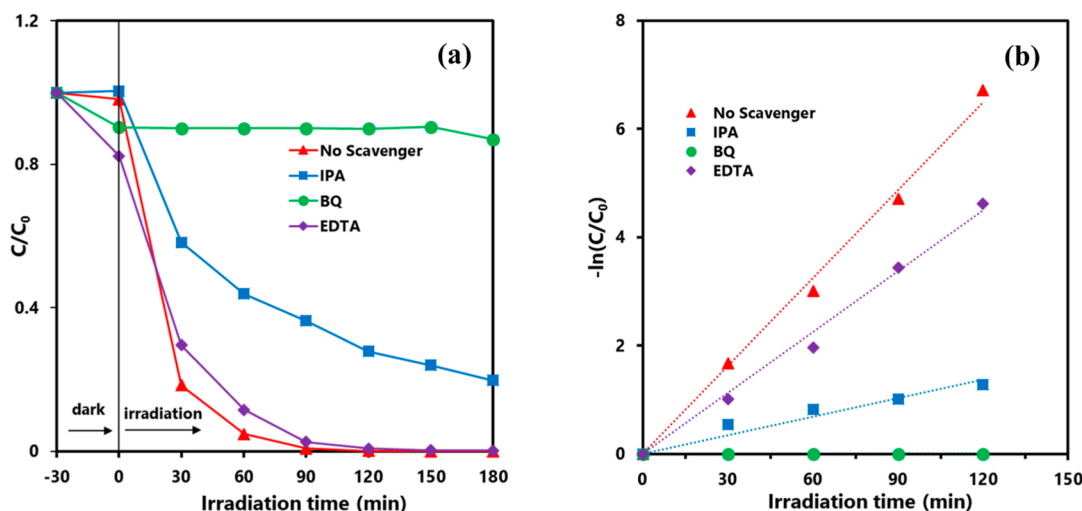 1.2
0.8
0.4
0
C/C0
(a)
No Scavenger
IPA
BQ
EDTA
dark
irradiation
-30 0 30 60 90 120 150 180
Irradiation time (min)
8
6
4
2
0
-ln(C/C0)
(b)
No Scavenger
IPA
BQ
EDTA
0 30 60 90 120 150
Irradiation time (min)